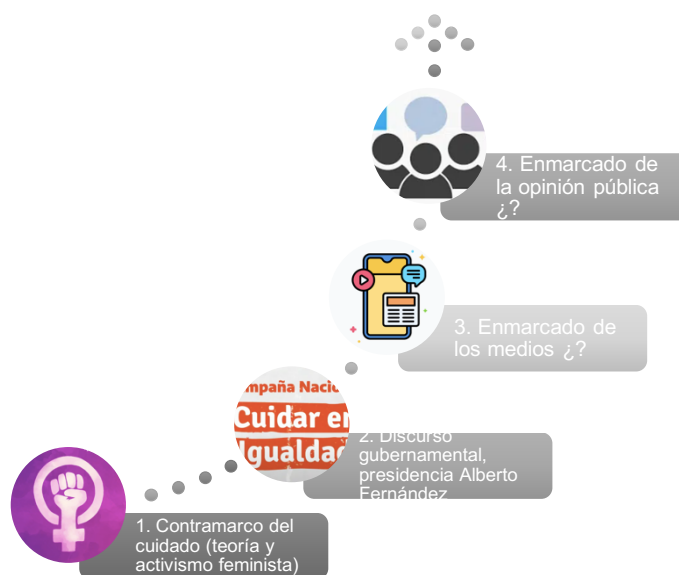 4. Enmarcado de
la opinión pública
¿?
3. Enmarcado de
los medios ¿?
mpaña Nacio
Cuidar en
Igualdad
2. Discurso
gubernamental,
presidencia Alberto
Fernández
1. Contramarco del
cuidado (teoría y
activismo feminista)